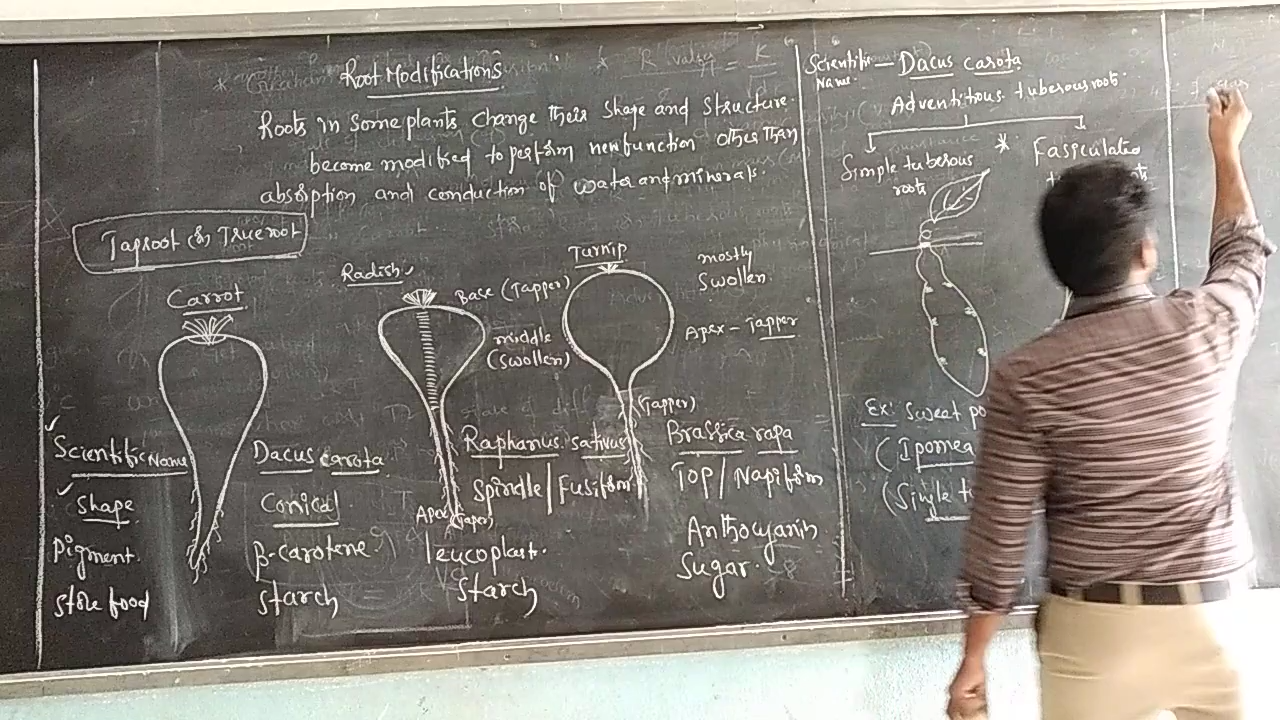 Root Modifications
Roots in some plants change their shape and structure.
become modified to perform new function other than
absorption and conduction of water and minerals.
Taproot & True root
Carrot
Radish
Base (Tapper)
middle
(Swollen)
Apex (Taper)
Turnip
mostly
Swollen
Apex - Tapper
(Tapper)
Scientific Name
Dacus carota
Raphanus sativus
Brassica rapa
Shape
Conical
Spindle/Fusiform
Top/Napiform
Pigment
β-carotene
leucoplast.
Anthocyanin
Store food
Starch
Starch
Sugar.
Scientific Name - Dacus carota
Adventitious tuberous roots.
Simple tuberous
roots
* Fasiculated
Ex: Sweet po
(Ipomea
(Single t